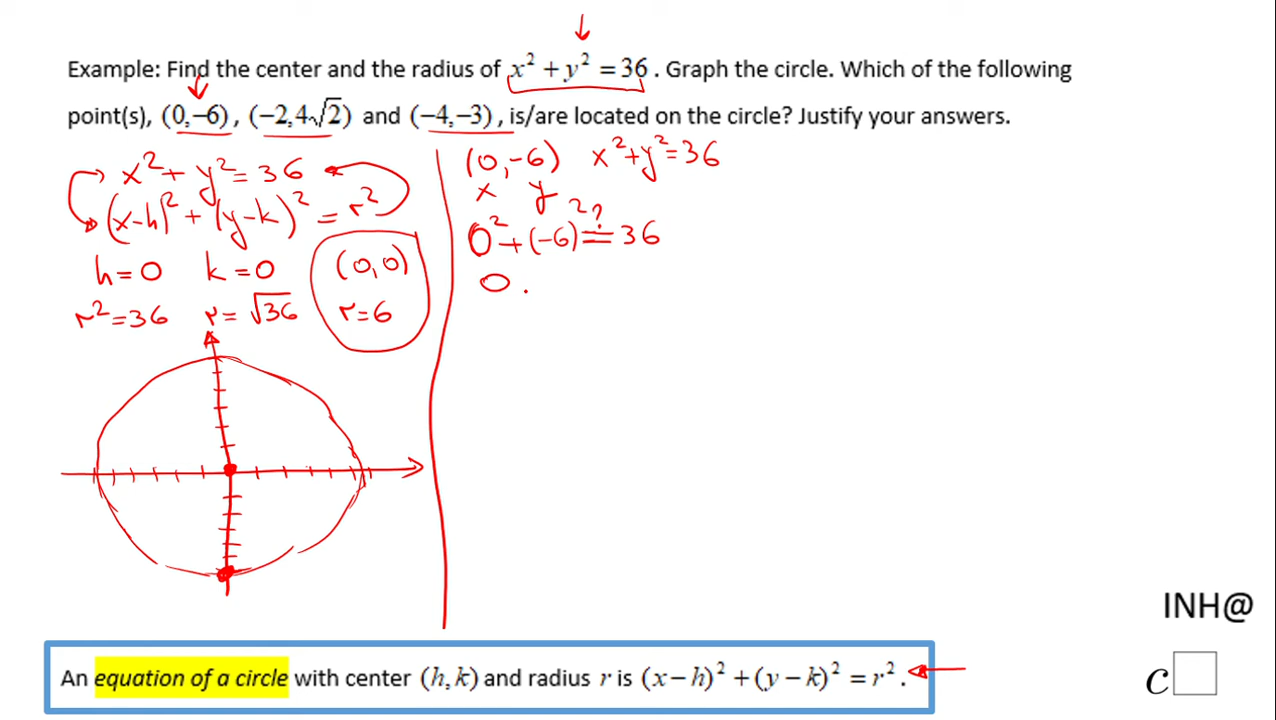 Example: Find the center and the radius of x² + y² = 36. Graph the circle. Which of the following
point(s), (0,−6), (−2,4√2) and (−4,−3), is/are located on the circle? Justify your answers.
x² + y² = 36
(x-h)² + (y-k)² = r²
h=0 k=0 (0,0)
r²=36 r=√36 r=6
(0,-6) x²+y²=36
x y
0² + (-6)² ≟ 36
0.
INH@
An equation of a circle with center (h,k) and radius r is (x−h)² + (y−k)² = r².
c